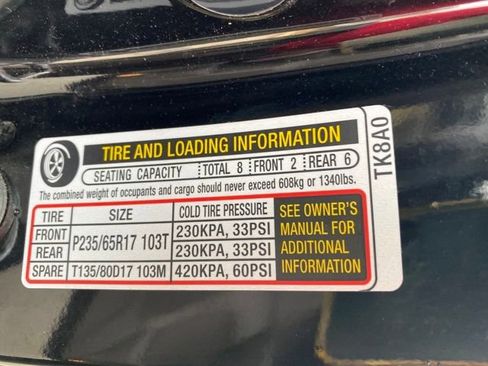 TIRE AND LOADING INFORMATION
SEATING CAPACITY TOTAL 8 FRONT 2 REAR 6
The combined weight of occupants and cargo should never exceed 608kg or 1340lbs.
TIRE SIZE COLD TIRE PRESSURE
FRONT P235/65R17 103T 230KPA, 33PSI
REAR 230KPA, 33PSI
SPARE T135/80D17 103M 420KPA, 60PSI
SEE OWNER'S
MANUAL FOR
ADDITIONAL
INFORMATION
TK8A0